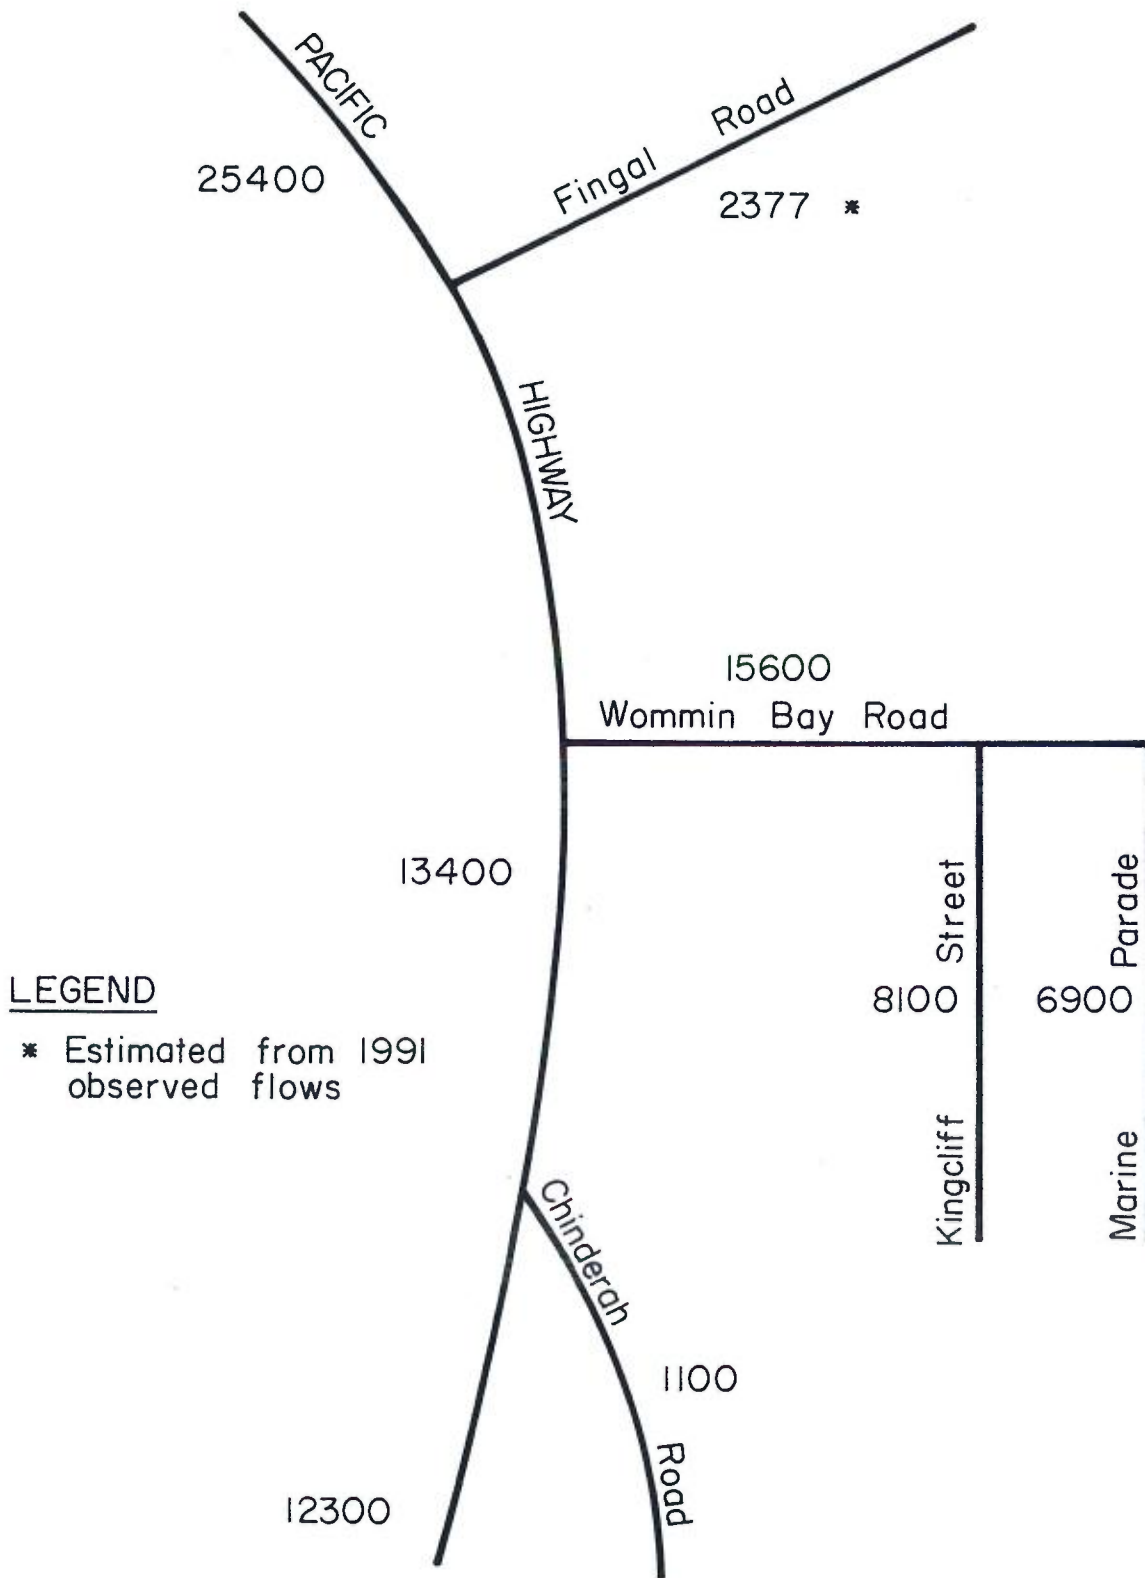 PACIFIC
25400
Fingal Road
2377 *
HIGHWAY
15600
Wommin Bay Road
13400
Kingcliff Street
8100
Marine Parade
6900
LEGEND
* Estimated from 1991
observed flows
Chinderah Road
1100
12300